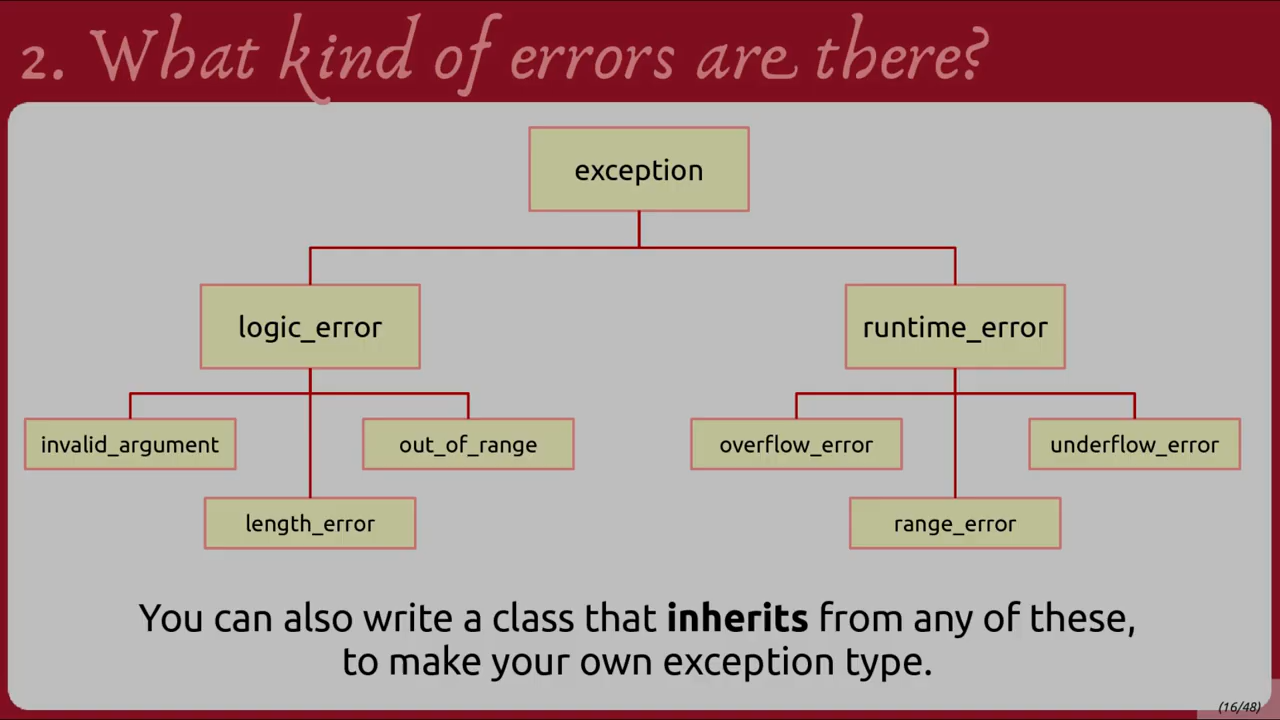 2. What kind of errors are there?
exception
logic_error
runtime_error
invalid_argument
out_of_range
overflow_error
underflow_error
length_error
range_error
You can also write a class that inherits from any of these,
to make your own exception type.
(16/48)